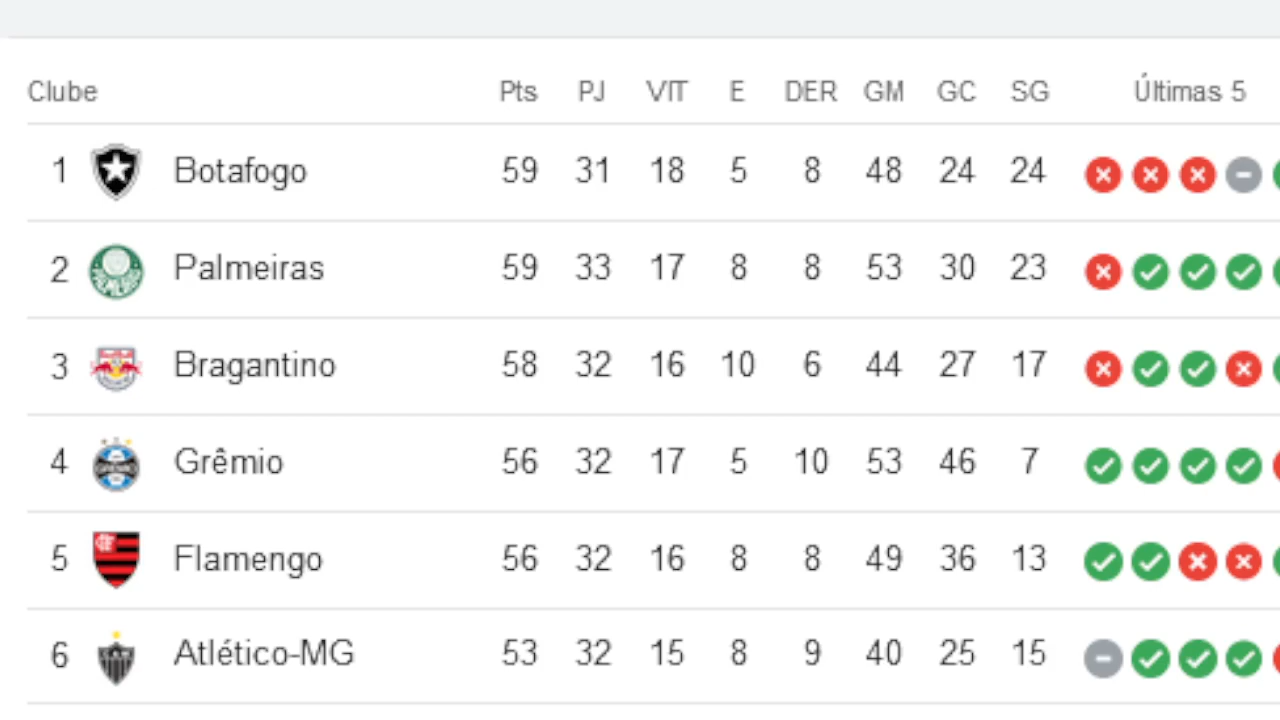 Clube Pts PJ VIT E DER GM GC SG Últimas 5
1 Botafogo 59 31 18 5 8 48 24 24
2 Palmeiras 59 33 17 8 8 53 30 23
3 Bragantino 58 32 16 10 6 44 27 17
4 Grêmio 56 32 17 5 10 53 46 7
5 Flamengo 56 32 16 8 8 49 36 13
6 Atlético-MG 53 32 15 8 9 40 25 15